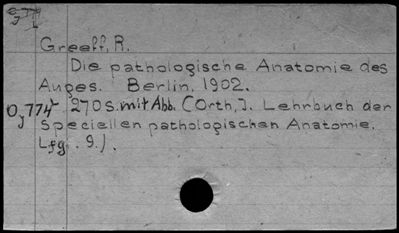 Greeff, R.
Die pathologische Anatomie des
Auges. Berlin, 1902.
270 S. mit Abb. (Orth, J. Lehrbuch der
speciellen pathologischen Anatomie.
Lfg. 9.).